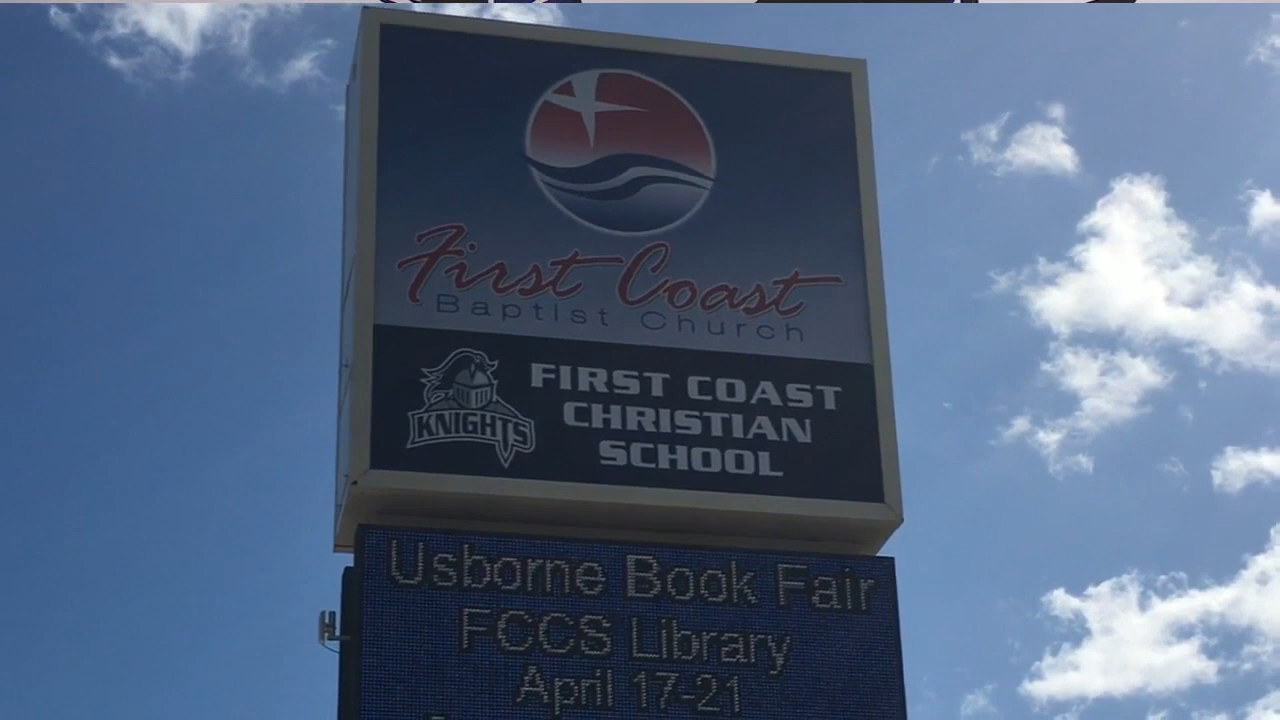 First Coast
Baptist Church
KNIGHTS
FIRST COAST
CHRISTIAN
SCHOOL
Usborne Book Fair
FCCS Library
April 17-21